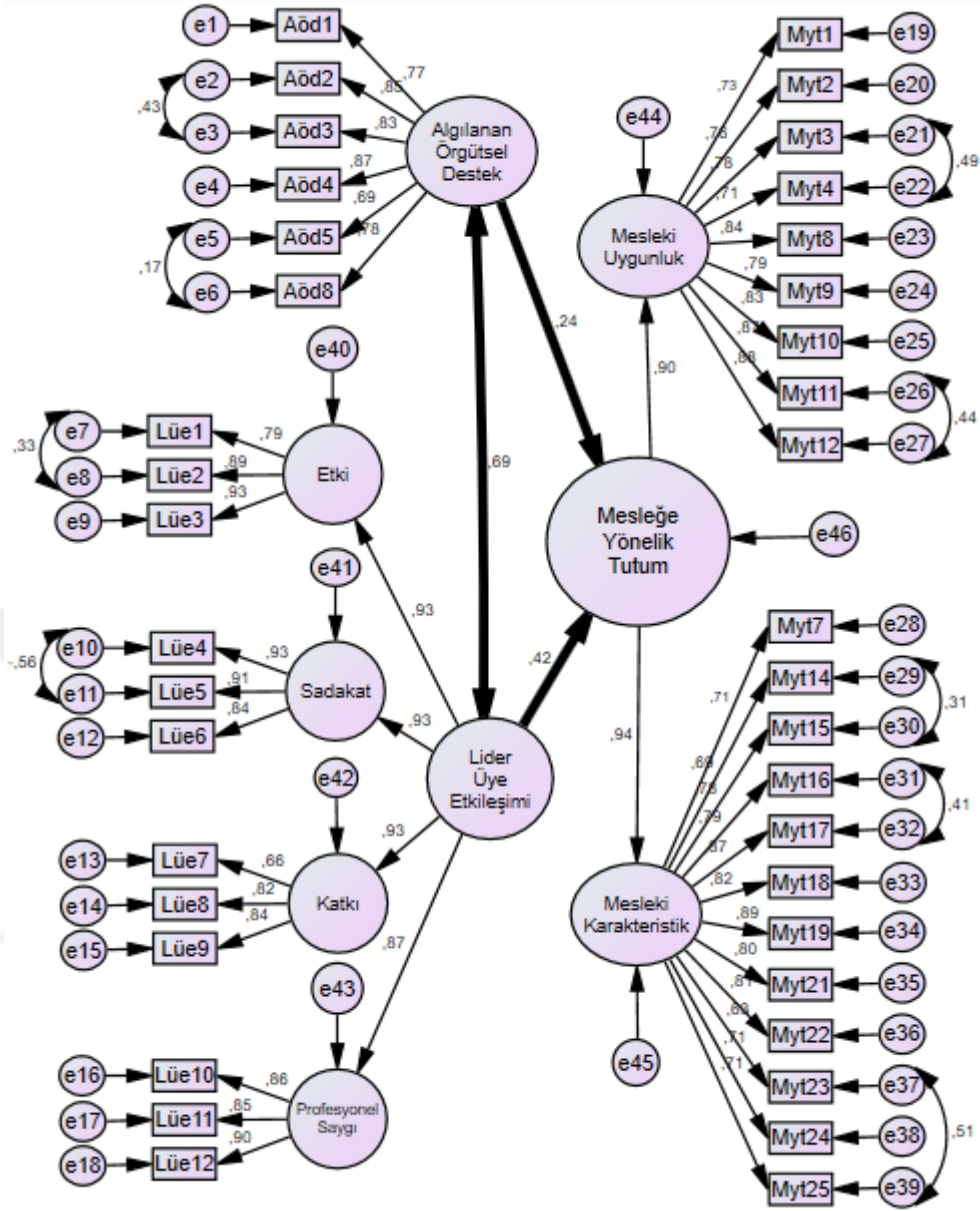 e1
Aöd1
,77
e2
Aöd2
,85
,43
e3
Aöd3
,83
e4
Aöd4
,87
e5
Aöd5
,69
,17
e6
Aöd8
,78
Algılanan
Örgütsel
Destek
e40
e7
Lüe1
,79
,33
e8
Lüe2
,89
e9
Lüe3
,93
Etki
,93
e41
e10
Lüe4
,93
-,56
e11
Lüe5
,91
e12
Lüe6
,84
Sadakat
,93
e42
e13
Lüe7
,66
e14
Lüe8
,82
e15
Lüe9
,84
Katkı
,93
e43
e16
Lüe10
,86
e17
Lüe11
,85
e18
Lüe12
,90
Profesyonel
Saygı
,87
Lider
Üye
Etkileşimi
,69
,24
,42
Mesleğe
Yönelik
Tutum
e46
,90
,94
e44
Mesleki
Uygunluk
,73
Myt1
e19
Myt2
e20
,78
Myt3
e21
,71
Myt4
e22
,49
,84
Myt8
e23
,79
Myt9
e24
,83
Myt10
e25
Myt11
e26
Myt12
e27
,44
Mesleki
Karakteristik
e45
,71
Myt7
e28
Myt14
e29
,31
Myt15
e30
,79
Myt16
e31
,41
,87
Myt17
e32
,82
Myt18
e33
,89
Myt19
e34
,80
Myt21
e35
,81
Myt22
e36
Myt23
e37
,71
Myt24
e38
,51
,71
Myt25
e39